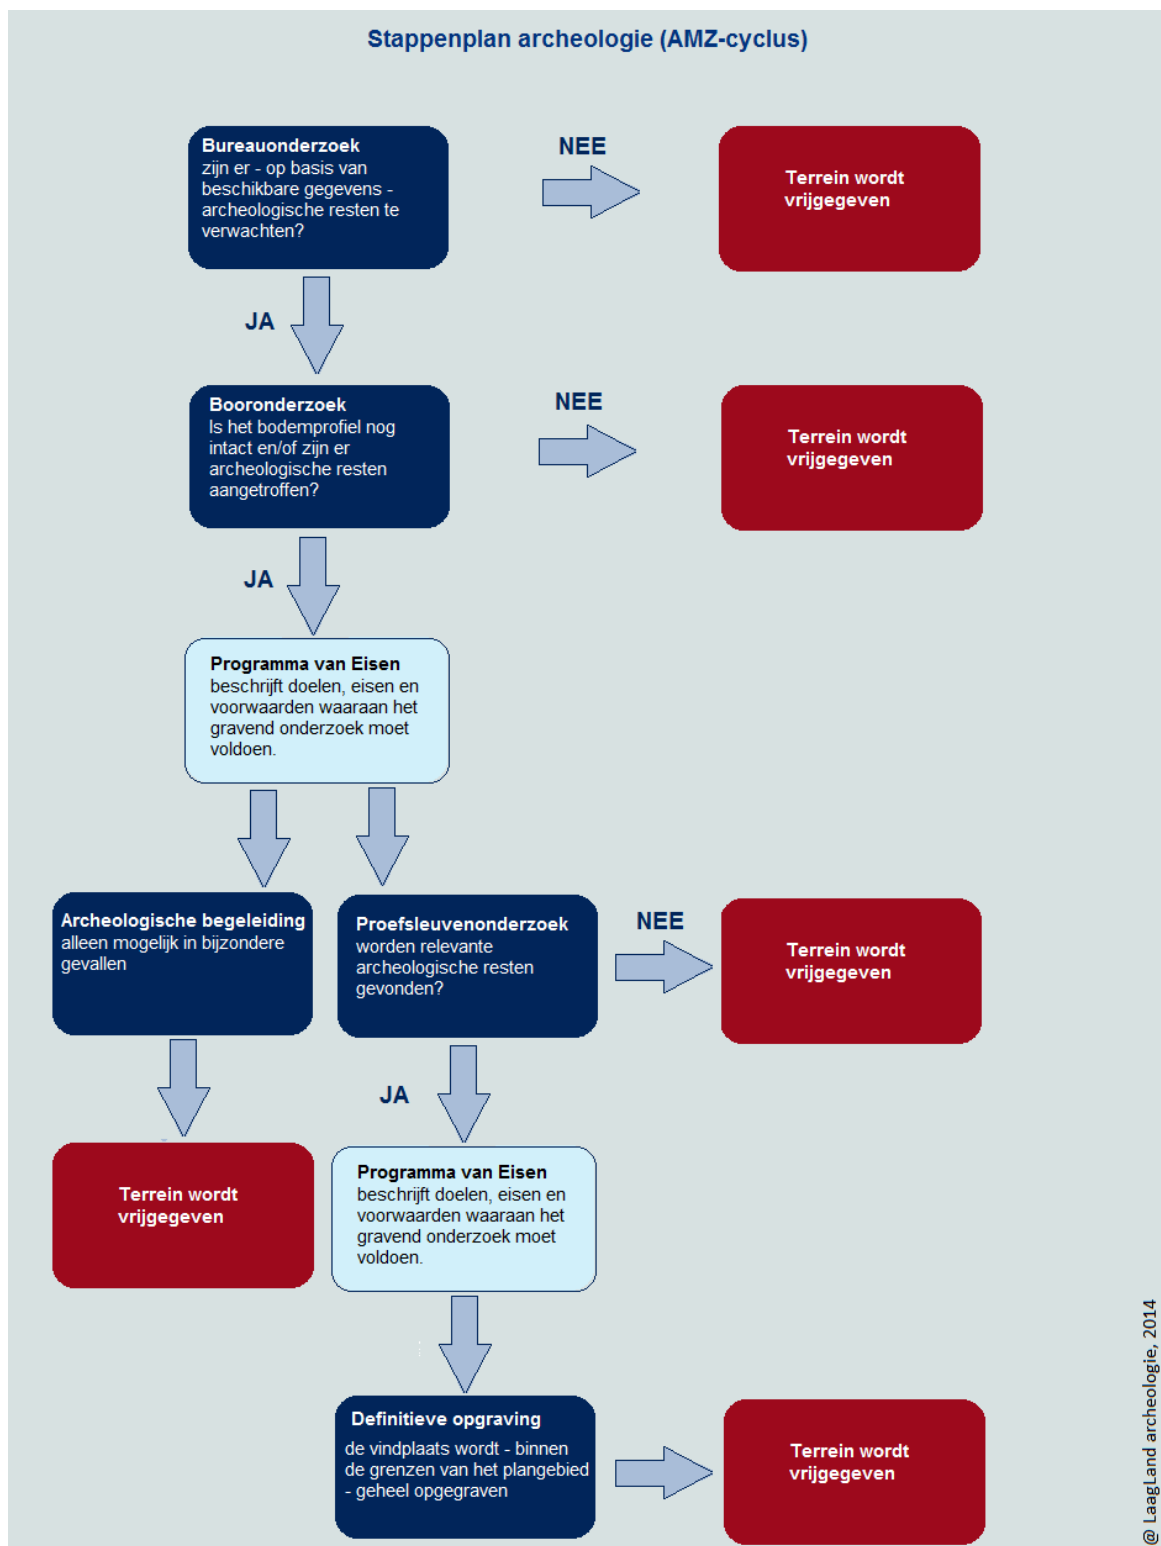 Stappenplan archeologie (AMZ-cyclus)
Bureauonderzoek
zijn er - op basis van
beschikbare gegevens -
archeologische resten te
verwachten?
NEE
Terrein wordt
vrijgegeven
JA
Booronderzoek
Is het bodemprofiel nog
intact en/of zijn er
archeologische resten
aangetroffen?
NEE
Terrein wordt
vrijgegeven
JA
Programma van Eisen
beschrijft doelen, eisen en
voorwaarden waaraan het
gravend onderzoek moet
voldoen.
Archeologische begeleiding
alleen mogelijk in bijzondere
gevallen
Proefsleuvenonderzoek
worden relevante
archeologische resten
gevonden?
NEE
Terrein wordt
vrijgegeven
JA
Terrein wordt
vrijgegeven
Programma van Eisen
beschrijft doelen, eisen en
voorwaarden waaraan het
gravend onderzoek moet
voldoen.
Definitieve opgraving
de vindplaats wordt - binnen
de grenzen van het plangebied
- geheel opgegraven
Terrein wordt
vrijgegeven
@ LaagLand archeologie, 2014